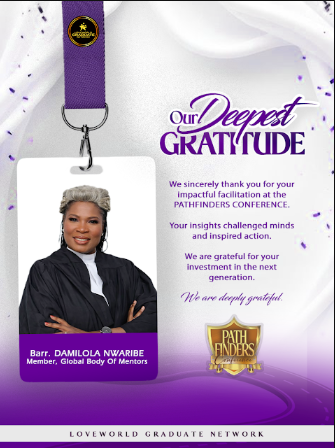 GRADUATE
Our Deepest
GRATITUDE
We sincerely thank you for your
impactful facilitation at the
PATHFINDERS CONFERENCE.
Your insights challenged minds
and inspired action.
We are grateful for your
investment in the next
generation.
We are deeply grateful.
PATH
FINDERS
Barr. DAMILOLA NWARIBE
Member, Global Body Of Mentors
LOVEWORLD GRADUATE NETWORK